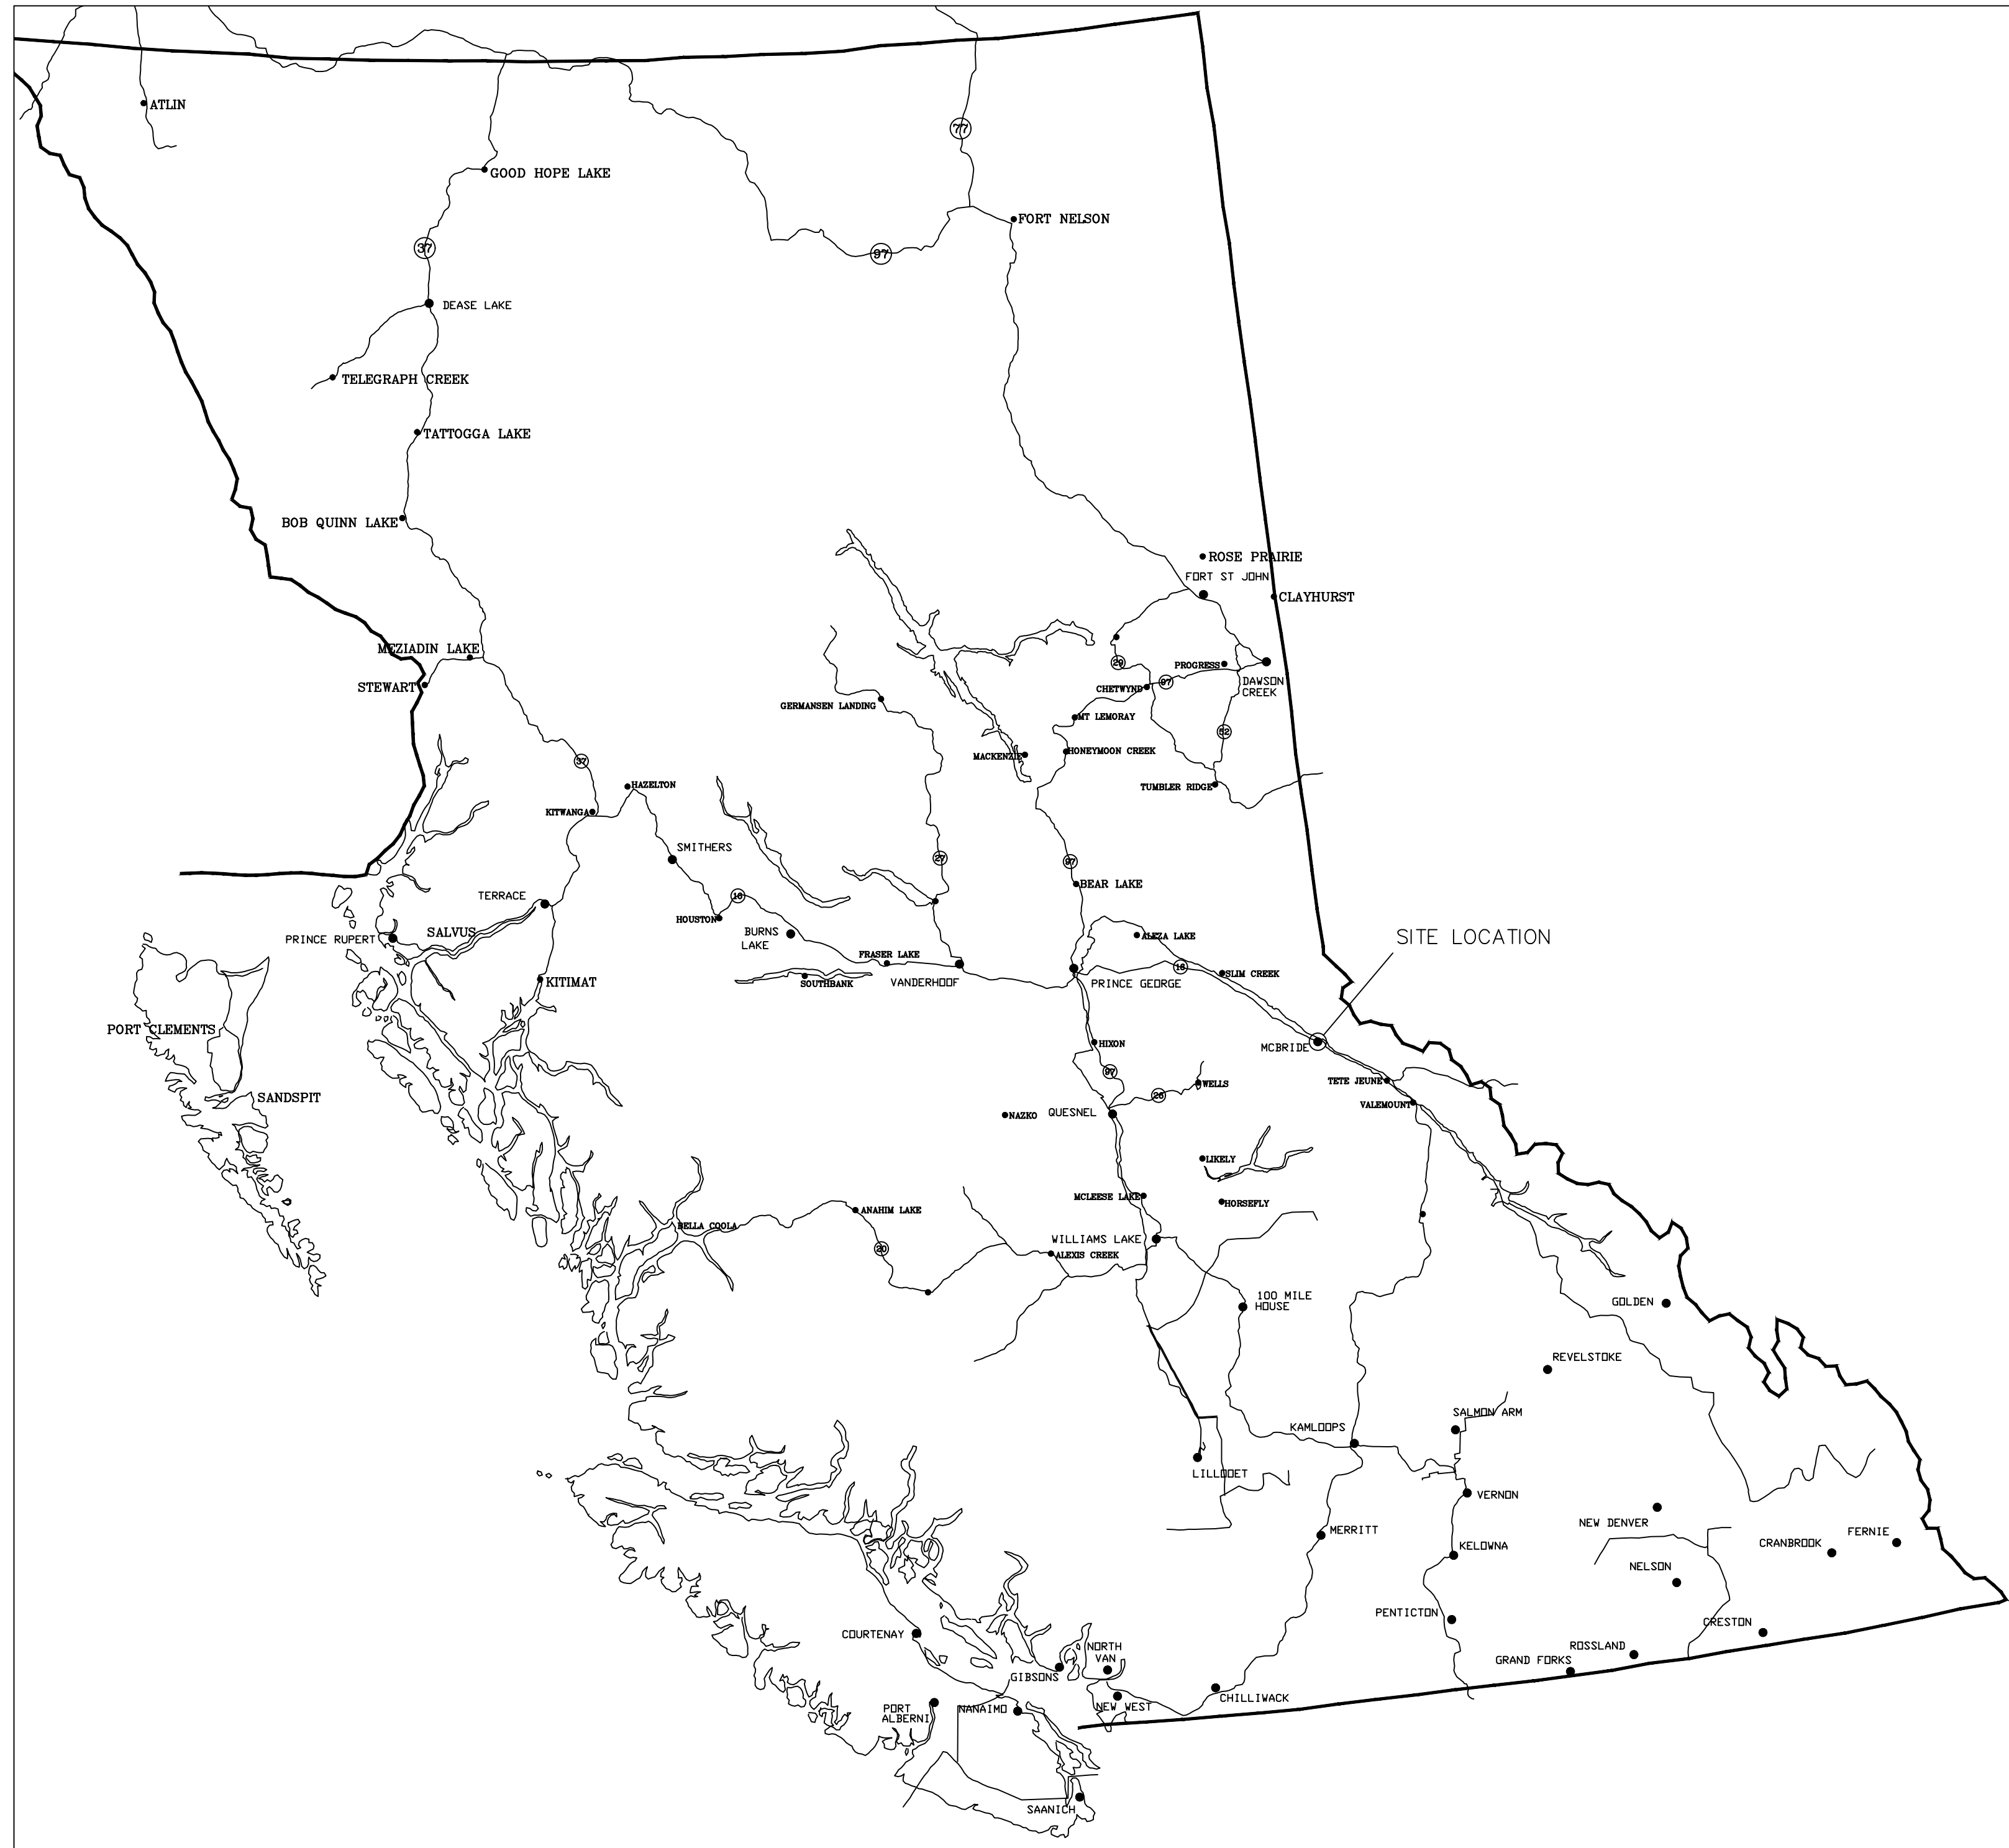 ATLIN
77
GOOD HOPE LAKE
FORT NELSON
37
97
DEASE LAKE
TELEGRAPH CREEK
TATTOGGA LAKE
BOB QUINN LAKE
ROSE PRAIRIE
FORT ST JOHN
CLAYHURST
MEZIADIN LAKE
STEWART
29
PROGRESS
97
DAWSON
CREEK
CHETWYND
GERMANSEN LANDING
MT LEMORAY
52
HONEYMOON CREEK
MACKENZIE
37
HAZELTON
TUMBLER RIDGE
KITWANGA
SMITHERS
27
97
BEAR LAKE
TERRACE
16
HOUSTON
SALVUS
BURNS
LAKE
ALEZA LAKE
SITE LOCATION
PRINCE RUPERT
FRASER LAKE
16
SLIM CREEK
KITIMAT
SOUTHBANK
VANDERHOOF
PRINCE GEORGE
PORT CLEMENTS
HIXON
MCBRIDE
97
TETE JEUNE
WELLS
26
SANDSPIT
VALEMOUNT
NAZKO
QUESNEL
LIKELY
MCLEESE LAKE
HORSEFLY
ANAHIM LAKE
BELLA COOLA
WILLIAMS LAKE
20
ALEXIS CREEK
100 MILE
HOUSE
GOLDEN
REVELSTOKE
SALMON ARM
KAMLOOPS
LILLOOET
VERNON
NEW DENVER
MERRITT
FERNIE
CRANBROOK
KELOWNA
NELSON
PENTICTON
CRESTON
COURTENAY
NORTH
VAN
ROSSLAND
GRAND FORKS
GIBSONS
CHILLIWACK
NEW WEST
PORT
ALBERNI
NANAIMO
SAANICH